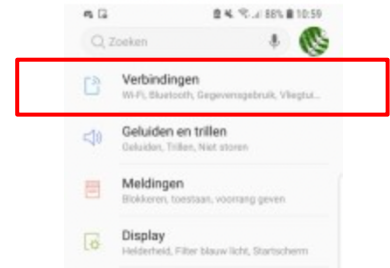 88% 10:59
Zoeken
Verbindingen
Wi-Fi, Bluetooth, Gegevensgebruik, Vliegtui...
Geluiden en trillen
Geluiden, Trillen, Niet storen
Meldingen
Blokkeren, toestaan, voorrang geven
Display
Helderheid, Filter blauw licht, Startscherm